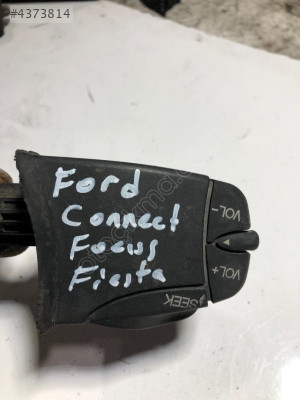 #4373814
Ford
Connect
Focus
Fiesta
VOL-
VOL+
SEEK